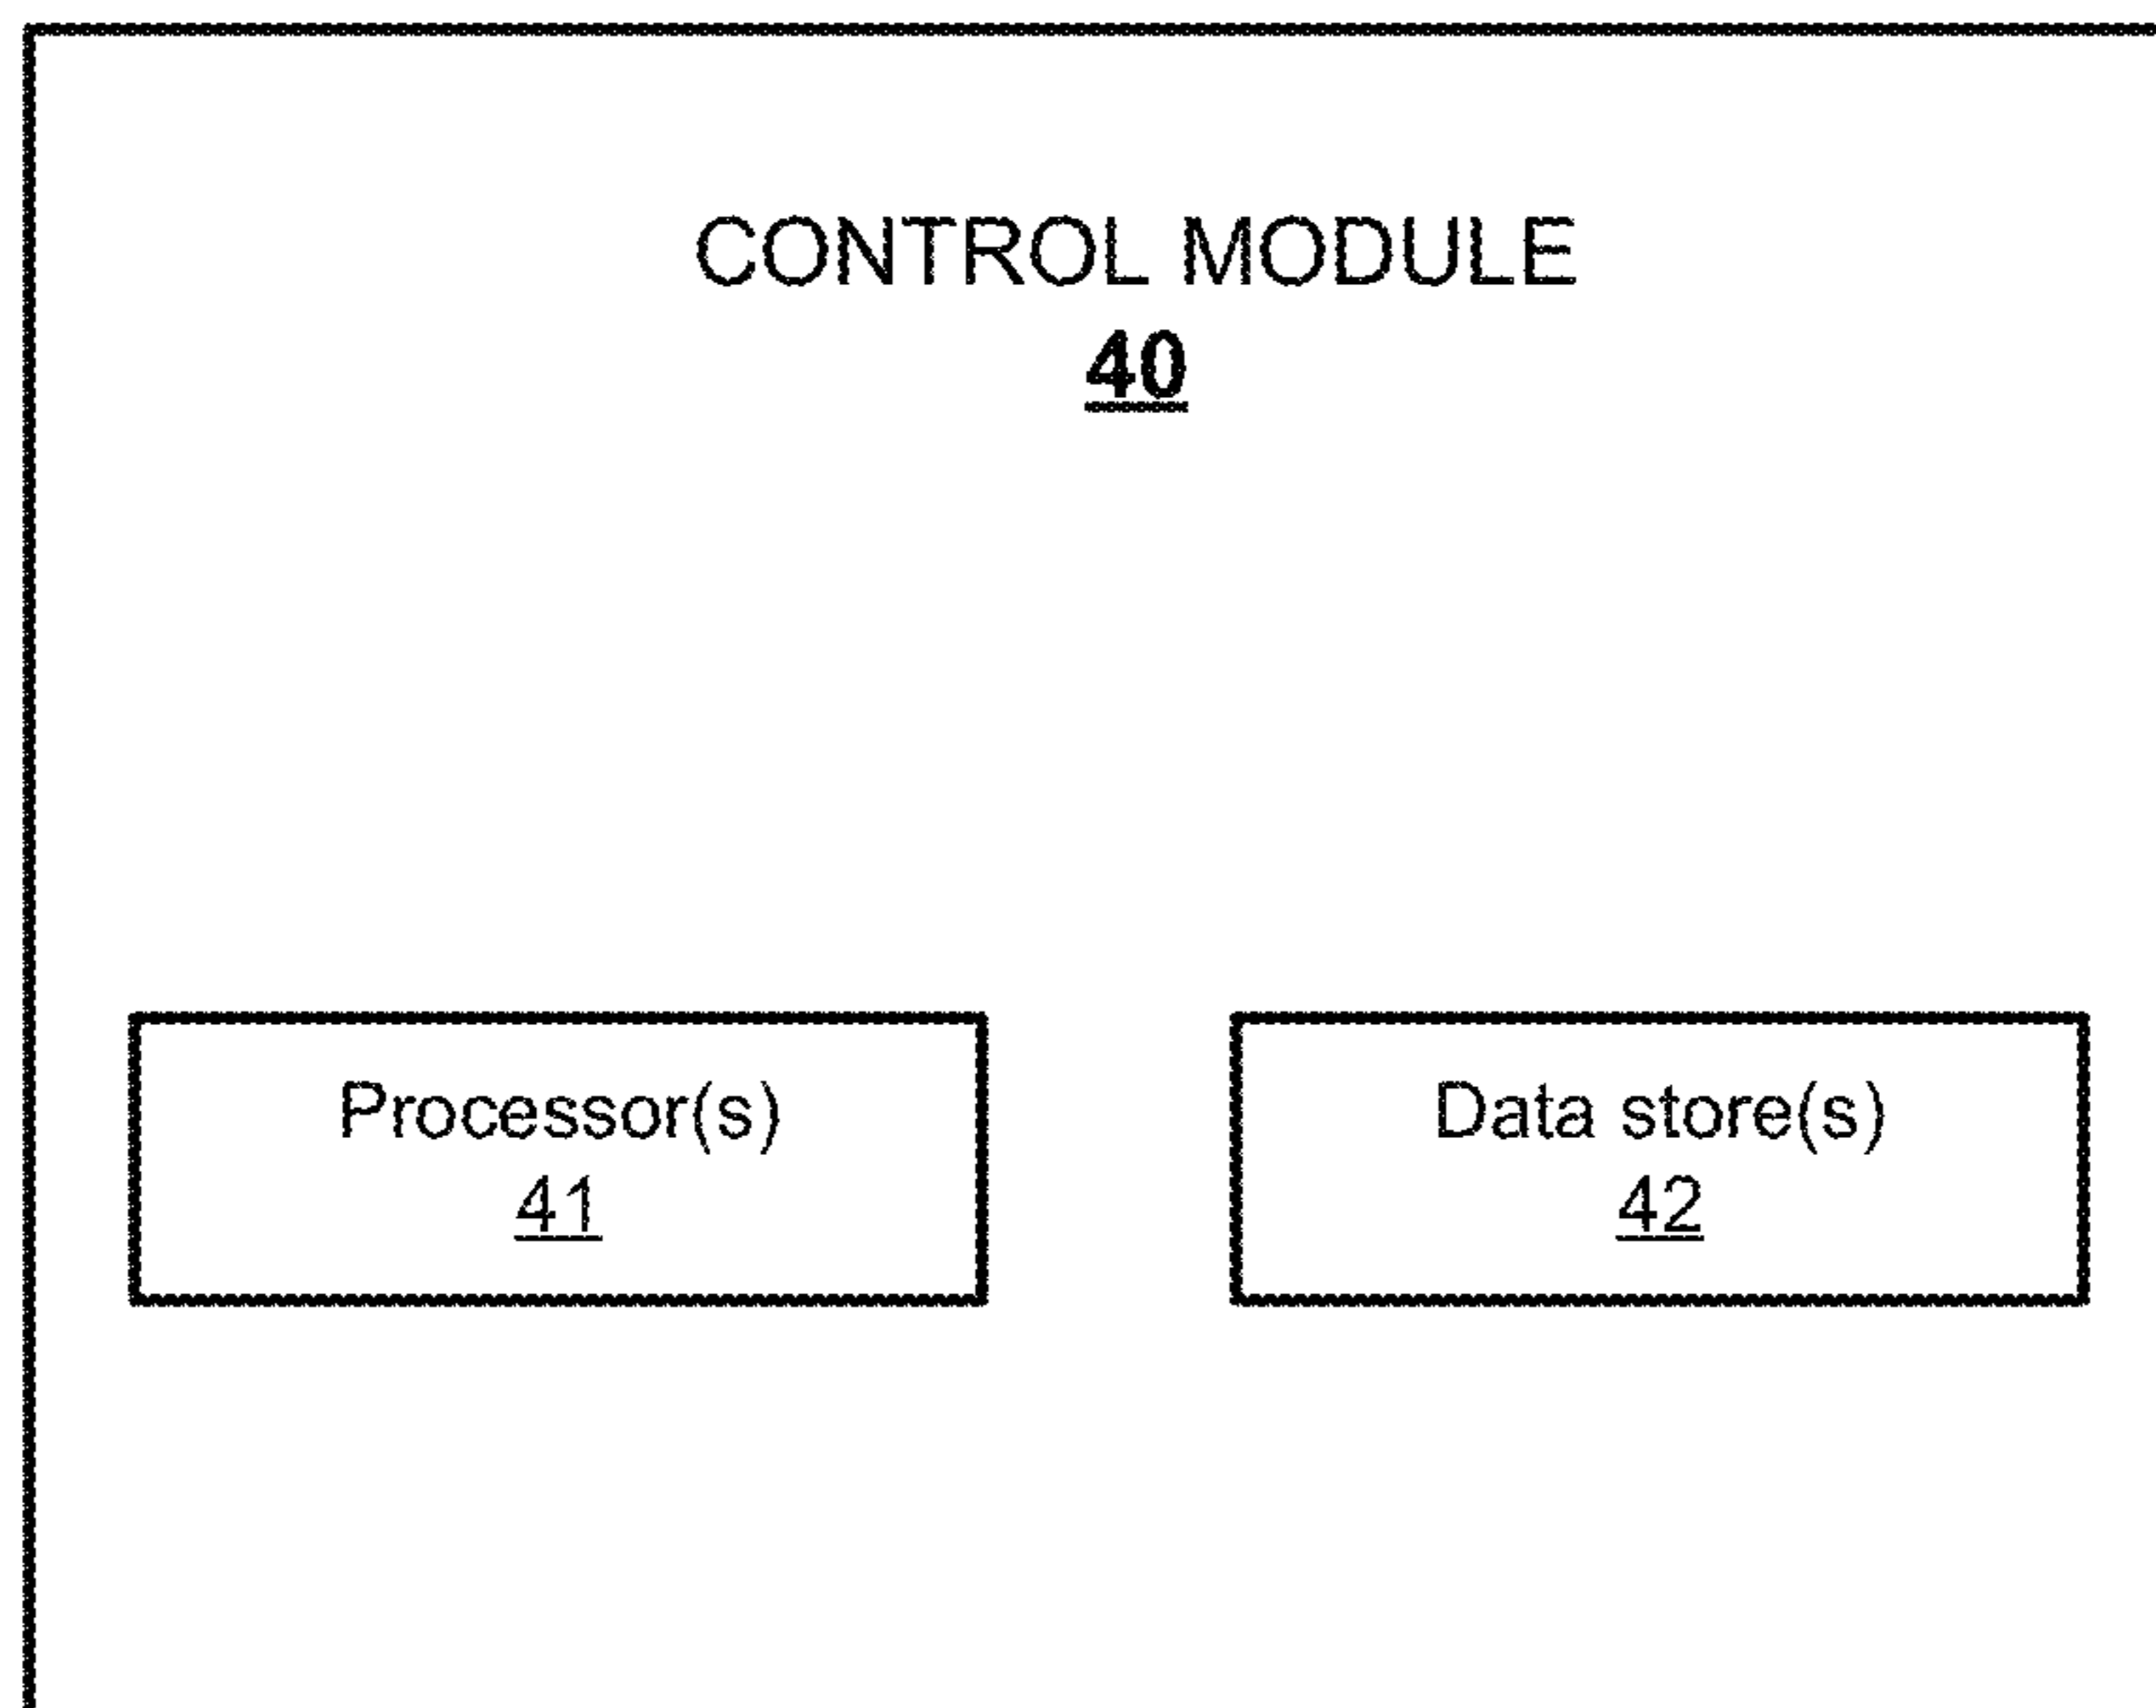 CONTROL MODULE
40
Processor(s)
41
Data store(s)
42